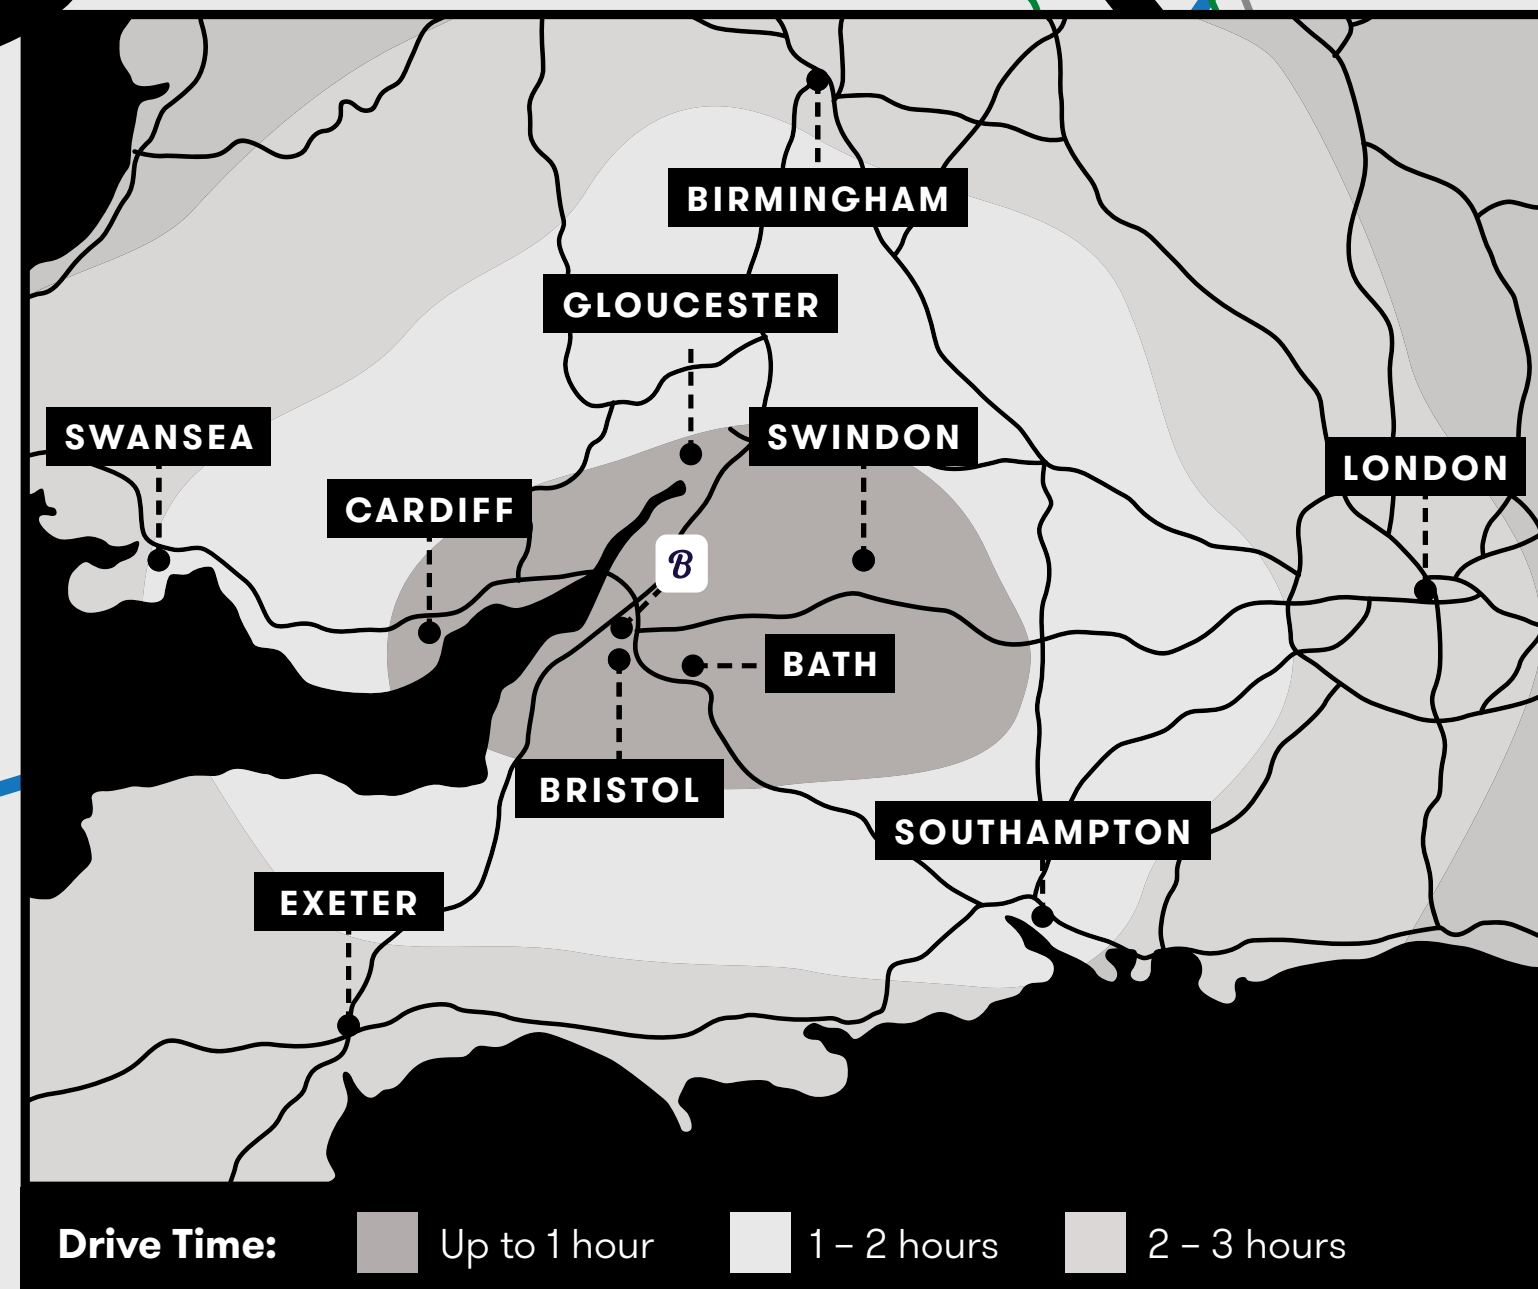 BIRMINGHAM
GLOUCESTER
SWANSEA
SWINDON
LONDON
CARDIFF
B
BATH
BRISTOL
SOUTHAMPTON
EXETER
Drive Time: Up to 1 hour 1 – 2 hours 2 – 3 hours